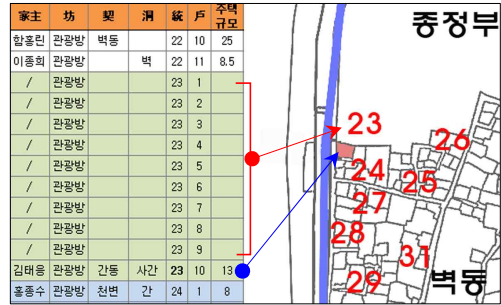 家主 坊 契 洞 統 戶 주택규모
함흥린 관광방 벽동 22 10 25
이종희 관광방 벽 22 11 8.5
/ 관광방 23 1
/ 관광방 23 2
/ 관광방 23 3
/ 관광방 23 4
/ 관광방 23 5
/ 관광방 23 6
/ 관광방 23 7
/ 관광방 23 8
/ 관광방 23 9
김태응 관광방 간동 사간 23 10 13
홍종수 관광방 천변 간 24 1 8
종정부
23
26
24
25
27
28
31
29
벽동